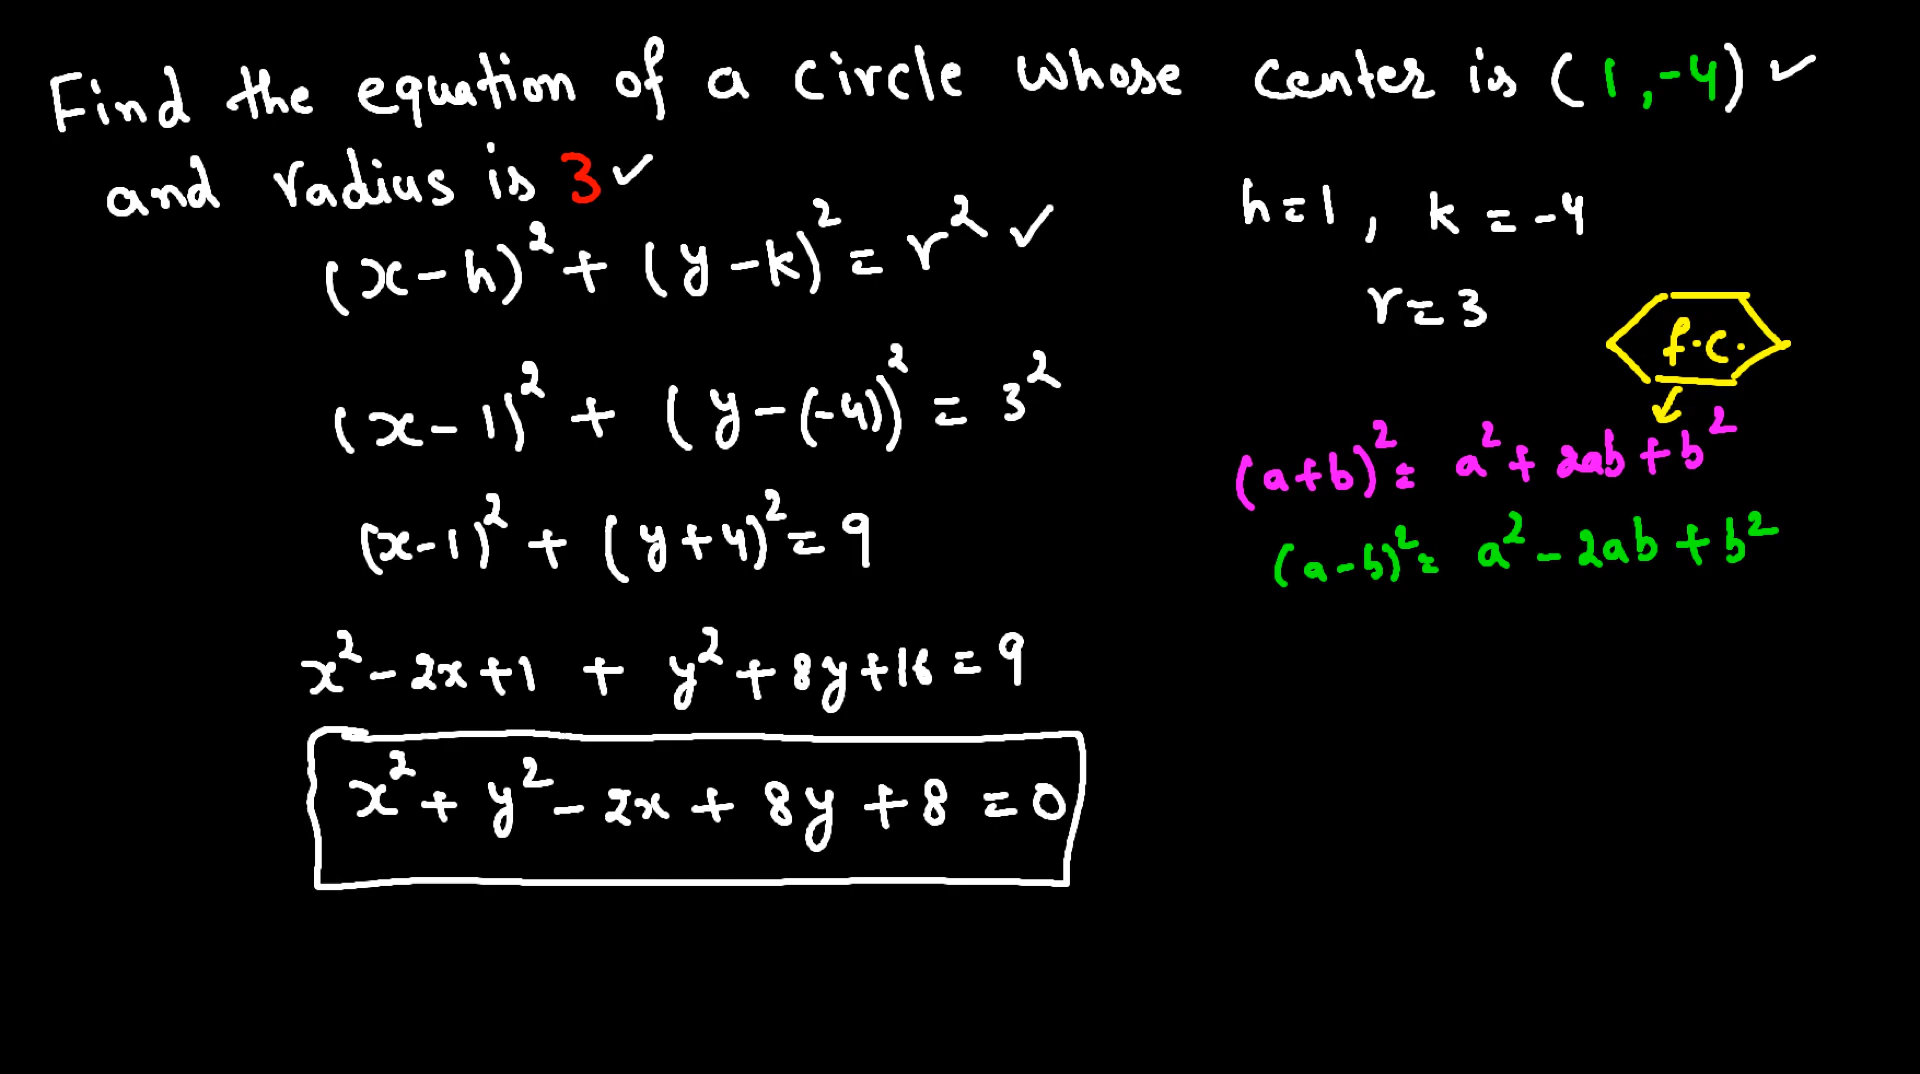 Find the equation of a circle whose center is (1,-4) ✓
and radius is 3 ✓
(x-h)² + (y-k)² = r² ✓
h=1, k=-4
r=3
(x-1)² + (y-(-4))² = 3²
(x-1)² + (y+4)² = 9
x²-2x+1 + y²+8y+16=9
x²+y²-2x+8y+8=0
f.c.
(a+b)²= a²+2ab+b²
(a-b)²= a²-2ab+b²